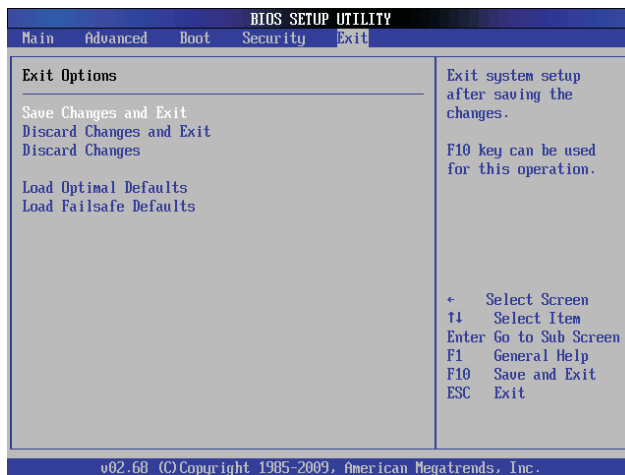 BIOS SETUP UTILITY
Main Advanced Boot Security Exit
Exit Options
Save Changes and Exit
Discard Changes and Exit
Discard Changes
Load Optimal Defaults
Load Failsafe Defaults
Exit system setup
after saving the
changes.
F10 key can be used
for this operation.
← Select Screen
↑↓ Select Item
Enter Go to Sub Screen
F1 General Help
F10 Save and Exit
ESC Exit
v02.68 (C)Copyright 1985-2009, American Megatrends, Inc.